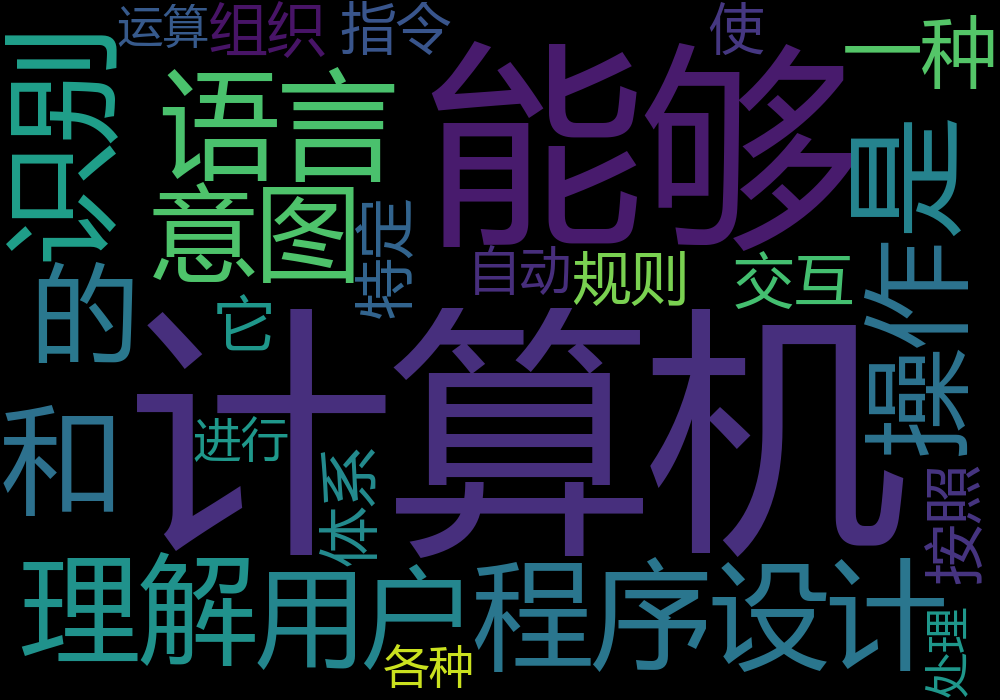 运算
组织
指令
使
一种
识别
语言
能够
是
意图
特定
的
它
自动
规则
交互
操作
计算机
和
进行
体系
按照
理解
用户
程序设计
各种
处理